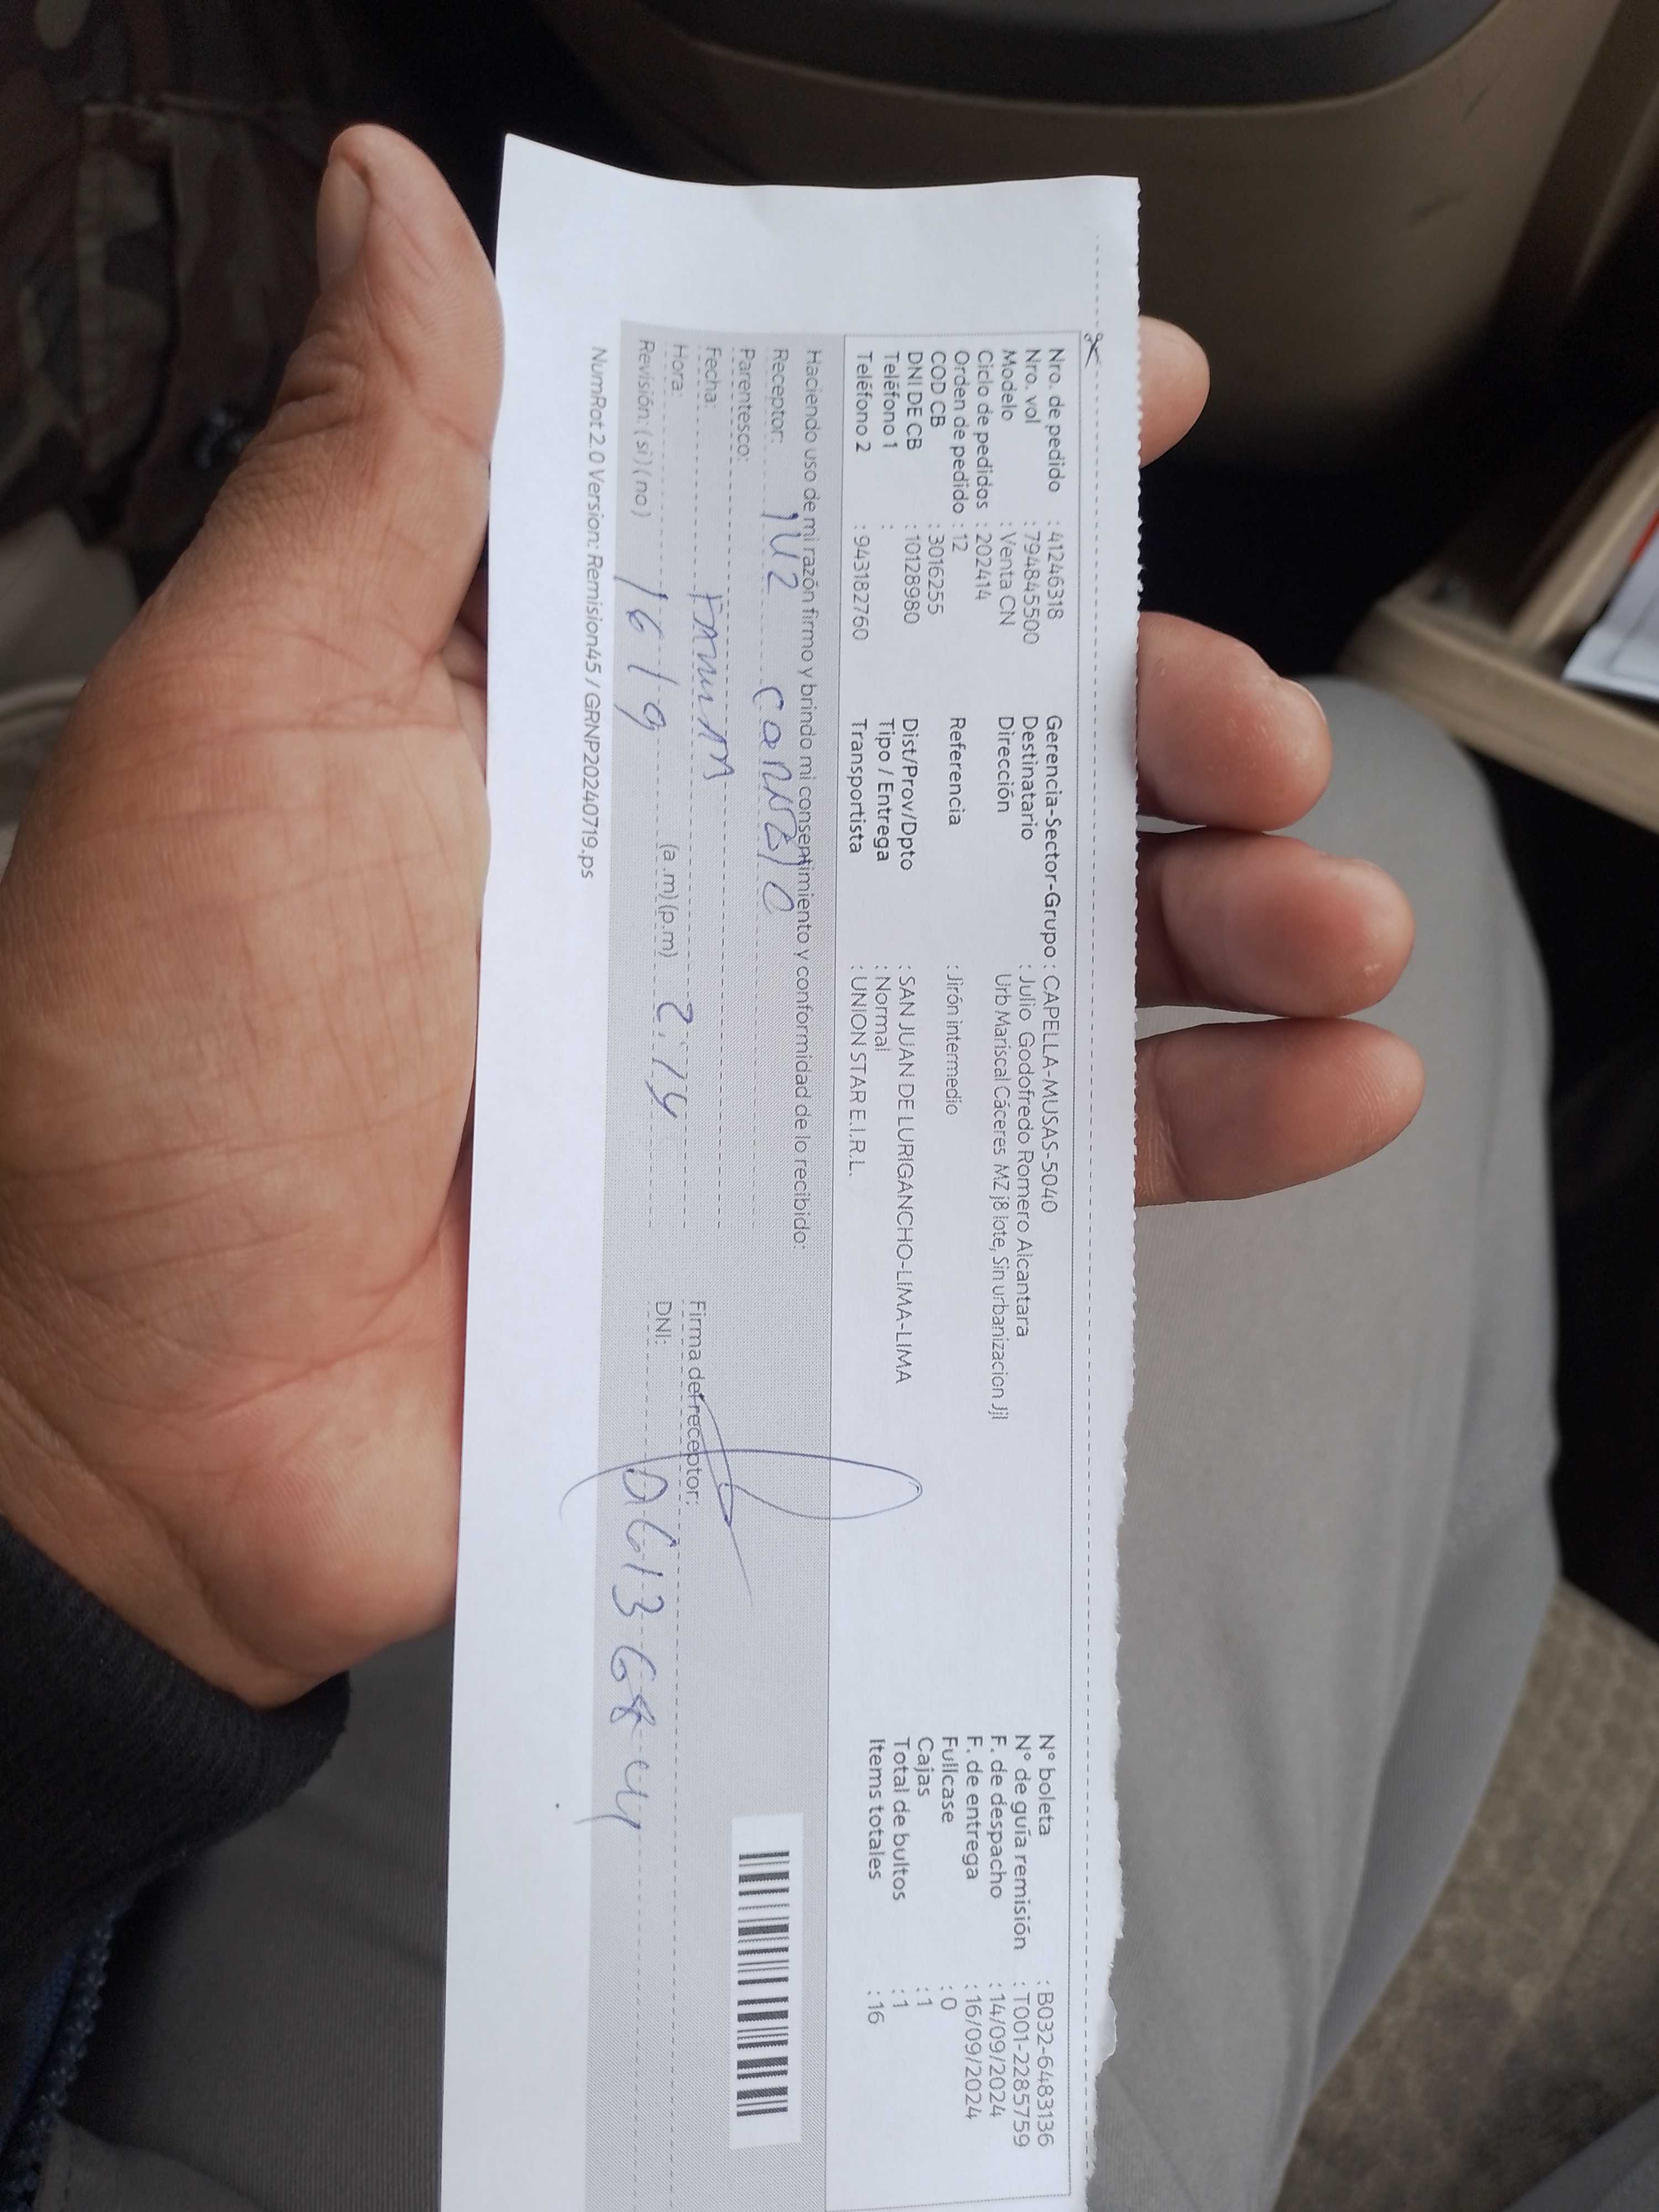 Nro. de pedido : 41246318
Nro. vol : 794845500
Modelo : Venta CN
Ciclo de pedidos : 202414
Orden de pedido : 12
COD CB : 3016255
DNI DE CB : 10128980
Teléfono 1 :
Teléfono 2 : 943182760
Gerencia-Sector-Grupo : CAPELLA-MUSAS-5040
Destinatario : Julio Godofredo Romero Alcantara
Dirección Urb Mariscal Cáceres MZ j8 lote, Sin urbanizacion Jjl
Referencia : Jirón intermedio
Dist/Prov/Dpto : SAN JUAN DE LURIGANCHO-LIMA-LIMA
Tipo / Entrega : Normal
Transportista : UNION STAR E.I.R.L.
N° boleta : B032-6483136
N° de guía remisión : T001-2285759
F. de despacho : 14/09/2024
F. de entrega : 16/09/2024
Fullcase : 0
Cajas : 1
Total de bultos : 1
Items totales : 16
Haciendo uso de mi razón firmo y brindo mi consentimiento y conformidad de lo recibido:
Receptor:
Parentesco:
Fecha:
Hora: (a.m)(p.m) 2:14
Revisión: (si) (no) 16/9
Firma del receptor:
DNI:
NumRot 2.0 Version: Remision45 / GRNP20240719.ps